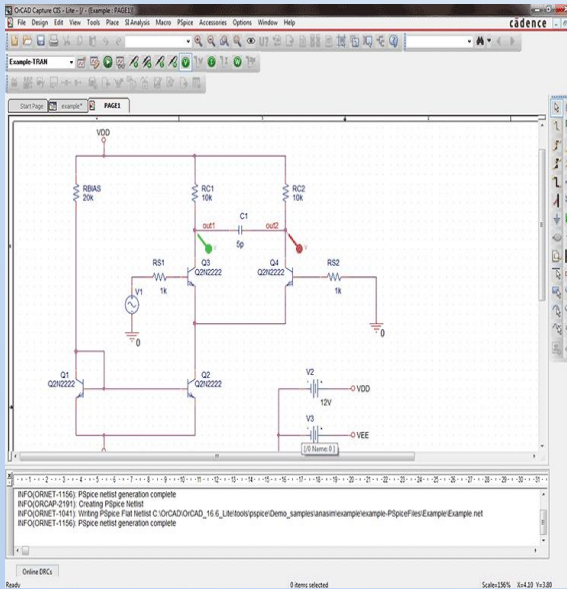 OrCAD Capture CIS - Lite - [/ - (Example : PAGE1)]
File Design Edit View Tools Place SI Analysis Macro PSpice Accessories Options Window Help
cādence
Example-TRAN
Start Page example* PAGE1
VDD
RBIAS
20k
RC1
10k
RC2
10k
C1
out1
out2
5p
RS1
1k
Q3
Q2N2222
Q4
Q2N2222
RS2
1k
V1
0
0
Q1
Q2N2222
Q2
Q2N2222
V2
VDD
12V
V3
VEE
[/0 Name: 0 ]
INFO(ORNET-1156): PSpice netlist generation complete
INFO(ORCAP-2191): Creating PSpice Netlist
INFO(ORNET-1041): Writing PSpice Flat Netlist C:\OrCAD\OrCAD_16.6_Lite\tools\pspice\Demo_samples\anasim\example\example-PSpiceFiles\Example\Example.net
INFO(ORNET-1156): PSpice netlist generation complete
Online DRCs
Ready
0 items selected
Scale=156% X=4.10 Y=3.80